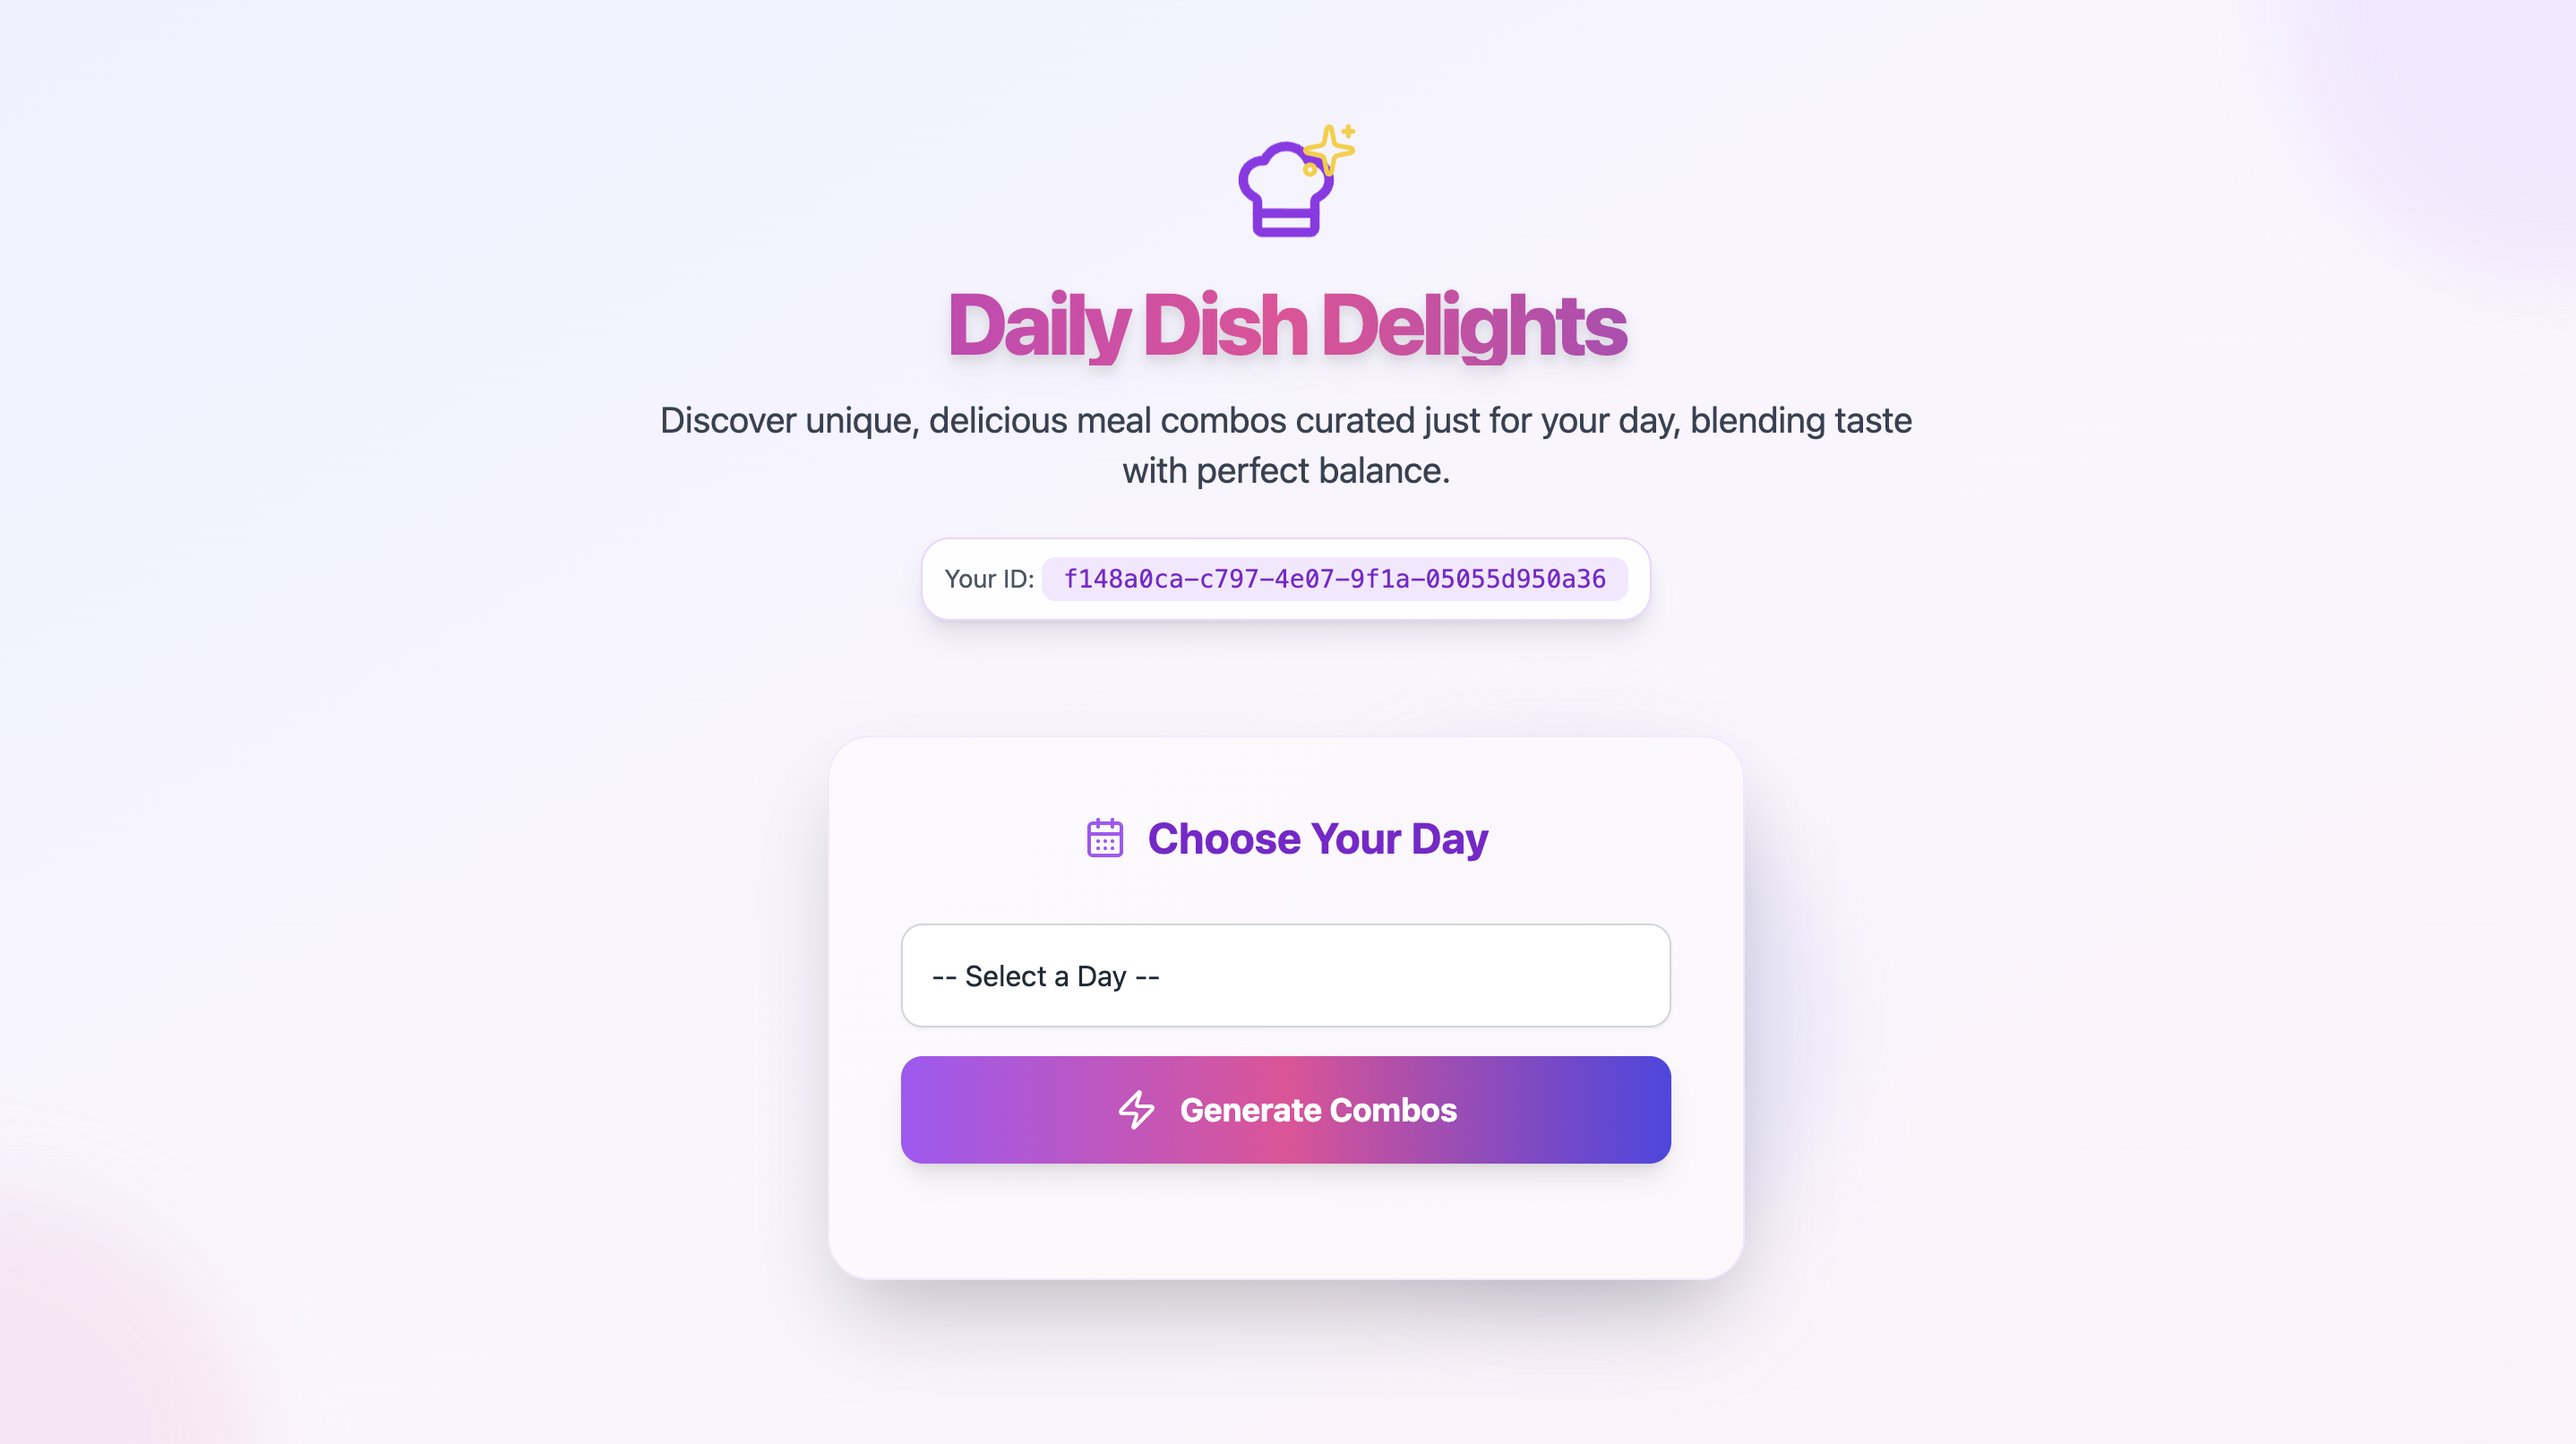 Daily Dish Delights
Discover unique, delicious meal combos curated just for your day, blending taste
with perfect balance.
Your ID: f148a0ca-c797-4e07-9f1a-05055d950a36
Choose Your Day
-- Select a Day --
Generate Combos